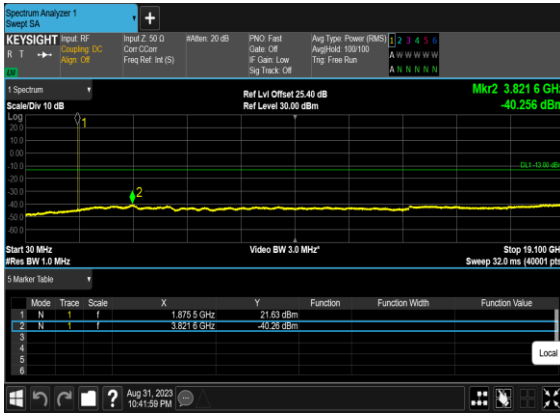 Spectrum Analyzer 1
Swept SA
+
KEYSIGHT Input: RF Input Z: 50 Ω #Atten: 20 dB PNO: Fast Avg Type: Power (RMS) 1 2 3 4 5 6
R T Coupling: DC Corr CCorr Gate: Off Avg|Hold: 100/100 A W W W W W
Align: Off Freq Ref: Int (S) IF Gain: Low Trig: Free Run
LXI Sig Track: Off A N N N N N
1 Spectrum Ref Lvl Offset 25.40 dB Mkr2 3.821 6 GHz
Scale/Div 10 dB Ref Level 30.00 dBm -40.256 dBm
Log
20.0
10.0
0.00
-10.0
-20.0
-30.0
-40.0
-50.0
-60.0
1
2
DL1 -13.00 dBm
Start 30 MHz Video BW 3.0 MHz* Stop 19.100 GHz
#Res BW 1.0 MHz Sweep 32.0 ms (40001 pts)
5 Marker Table
Mode Trace Scale X Y Function Function Width Function Value
1 N 1 f 1.875 5 GHz 21.63 dBm
2 N 1 f 3.821 6 GHz -40.26 dBm
3
4
5
6
Local
? Aug 31, 2023
10:41:59 PM